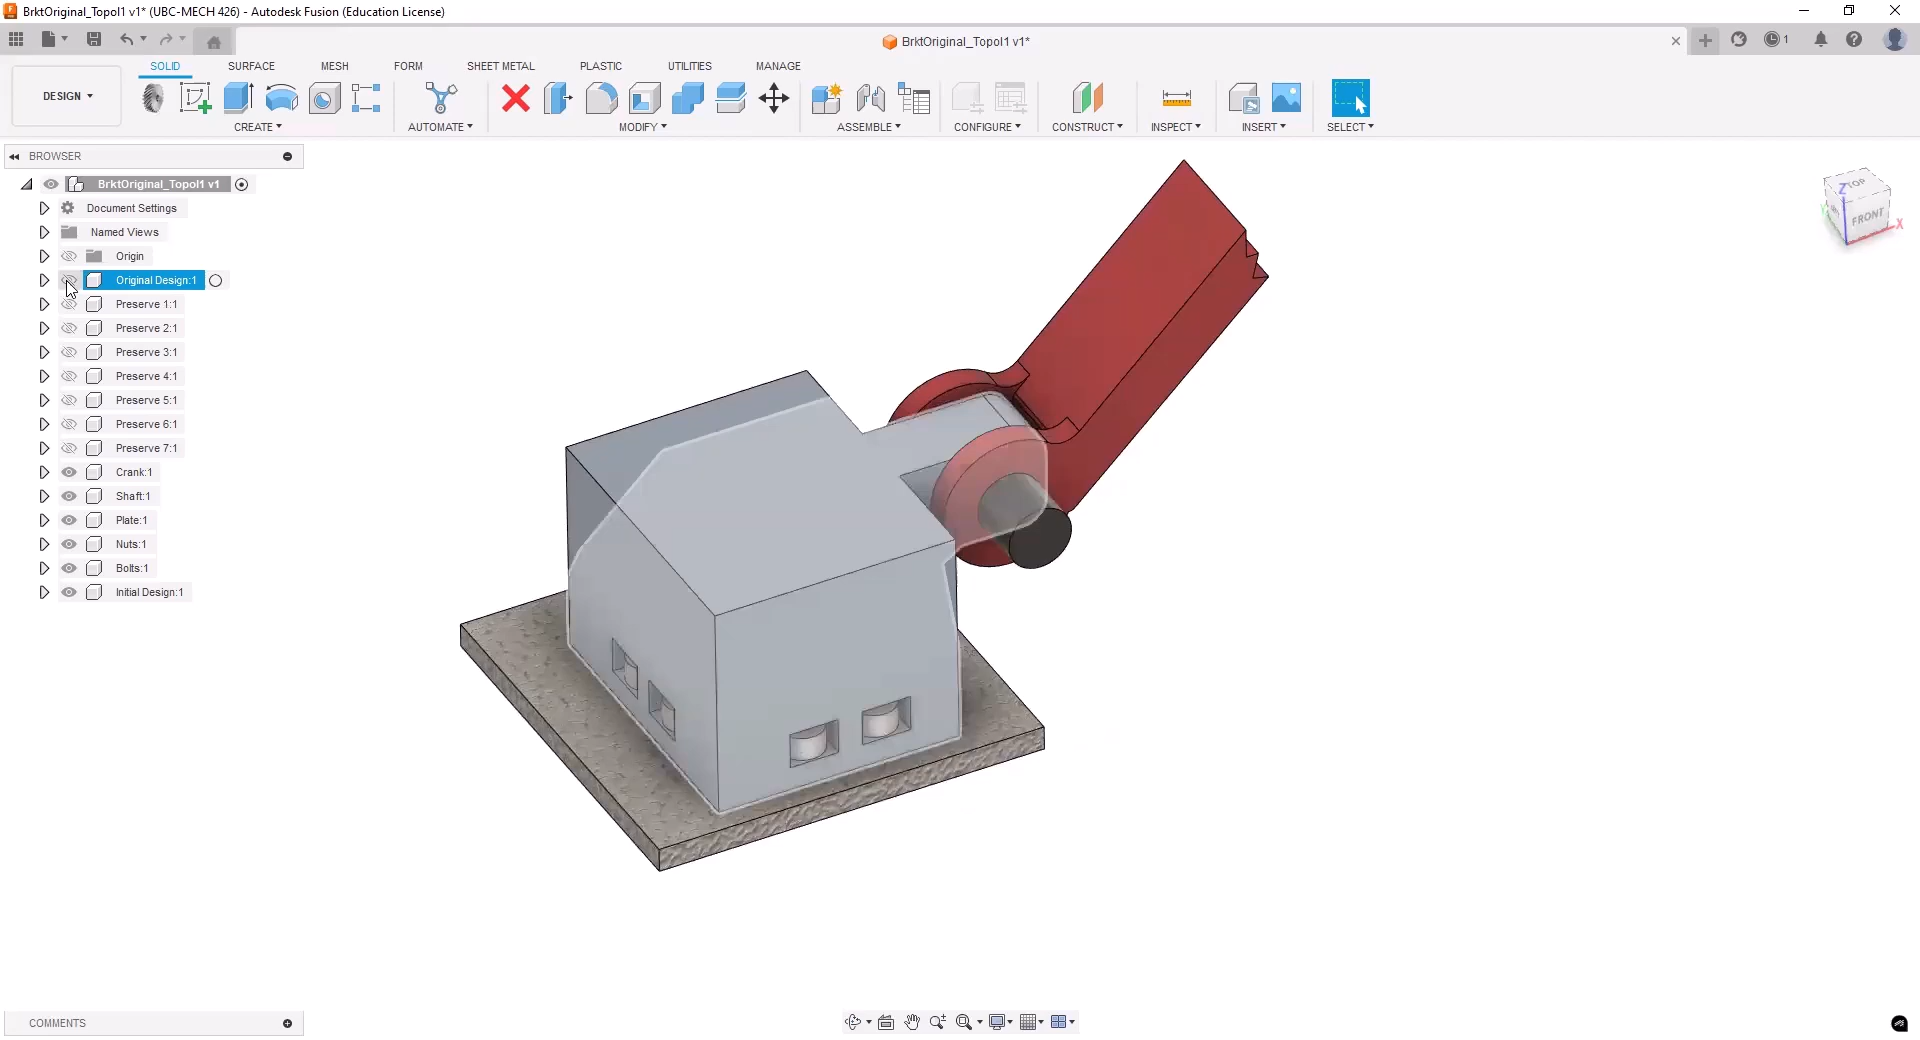 BrktOriginal_Topol1 v1* (UBC-MECH 426) - Autodesk Fusion (Education License)
BrktOriginal_Topol1 v1*
1
DESIGN
SOLID SURFACE MESH FORM SHEET METAL PLASTIC UTILITIES MANAGE
CREATE AUTOMATE MODIFY ASSEMBLE CONFIGURE CONSTRUCT INSPECT INSERT SELECT
BROWSER
BrktOriginal_Topol1 v1
Document Settings
Named Views
Origin
Original Design:1
Preserve 1:1
Preserve 2:1
Preserve 3:1
Preserve 4:1
Preserve 5:1
Preserve 6:1
Preserve 7:1
Crank:1
Shaft:1
Plate:1
Nuts:1
Bolts:1
Initial Design:1
TOP
Z
FRONT
X
COMMENTS